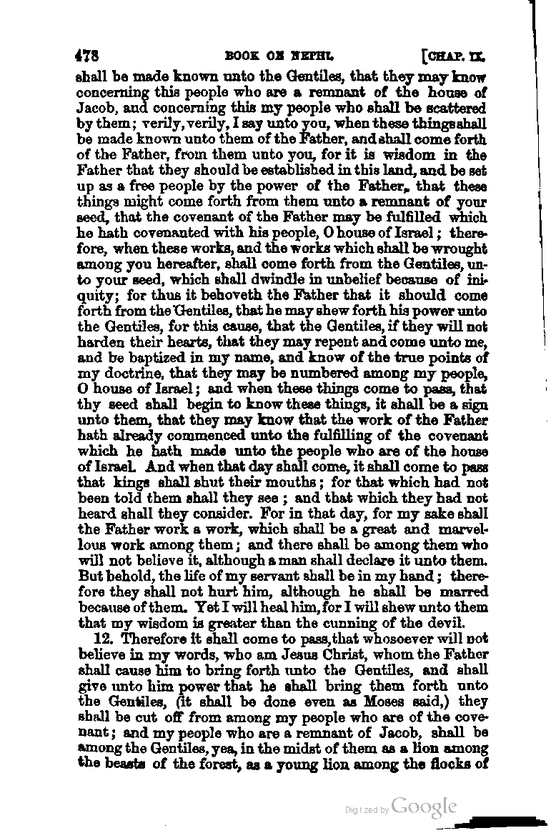 478 BOOK OF NEPHI. [CHAP. IX.
shall be made known unto the Gentiles, that they may know
concerning this people who are a remnant of the house of
Jacob, and concerning this my people who shall be scattered
by them; verily, verily, I say unto you, when these things shall
be made known unto them of the Father, and shall come forth
of the Father, from them unto you, for it is wisdom in the
Father that they should be established in this land, and be set
up as a free people by the power of the Father, that these
things might come forth from them unto a remnant of your
seed, that the covenant of the Father may be fulfilled which
he hath covenanted with his people, O house of Israel; there-
fore, when these works, and the works which shall be wrought
among you hereafter, shall come forth from the Gentiles, un-
to your seed, which shall dwindle in unbelief because of ini-
quity; for thus it behoveth the Father that it should come
forth from the Gentiles, that he may shew forth his power unto
the Gentiles, for this cause, that the Gentiles, if they will not
harden their hearts, that they may repent and come unto me,
and be baptized in my name, and know of the true points of
my doctrine, that they may be numbered among my people,
O house of Israel; and when these things come to pass, that
thy seed shall begin to know these things, it shall be a sign
unto them, that they may know that the work of the Father
hath already commenced unto the fulfilling of the covenant
which he hath made unto the people who are of the house
of Israel. And when that day shall come, it shall come to pass
that kings shall shut their mouths; for that which had not
been told them shall they see; and that which they had not
heard shall they consider. For in that day, for my sake shall
the Father work a work, which shall be a great and marvel-
lous work among them; and there shall be among them who
will not believe it, although a man shall declare it unto them.
But behold, the life of my servant shall be in my hand; there-
fore they shall not hurt him, although he shall be marred
because of them. Yet I will heal him, for I will shew unto them
that my wisdom is greater than the cunning of the devil.
12. Therefore it shall come to pass, that whosoever will not
believe in my words, who am Jesus Christ, whom the Father
shall cause him to bring forth unto the Gentiles, and shall
give unto him power that he shall bring them forth unto
the Gentiles, (it shall be done even as Moses said,) they
shall be cut off from among my people who are of the cove-
nant; and my people who are a remnant of Jacob, shall be
among the Gentiles, yea, in the midst of them as a lion among
the beasts of the forest, as a young lion among the flocks of
Digitized by Google